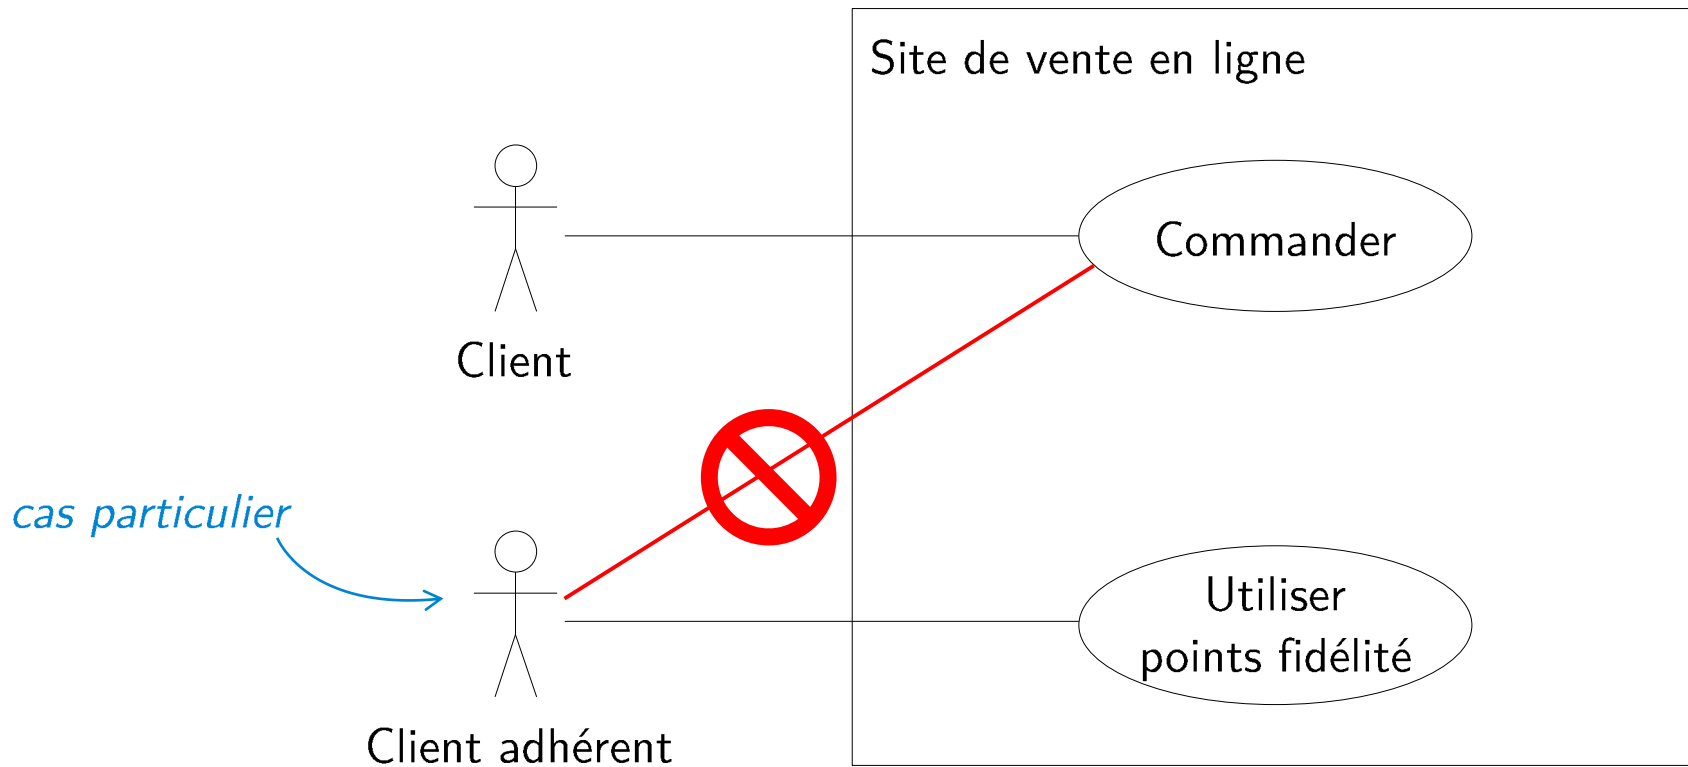 Site de vente en ligne
Commander
Client
cas particulier
Utiliser
points fidélité
Client adhérent